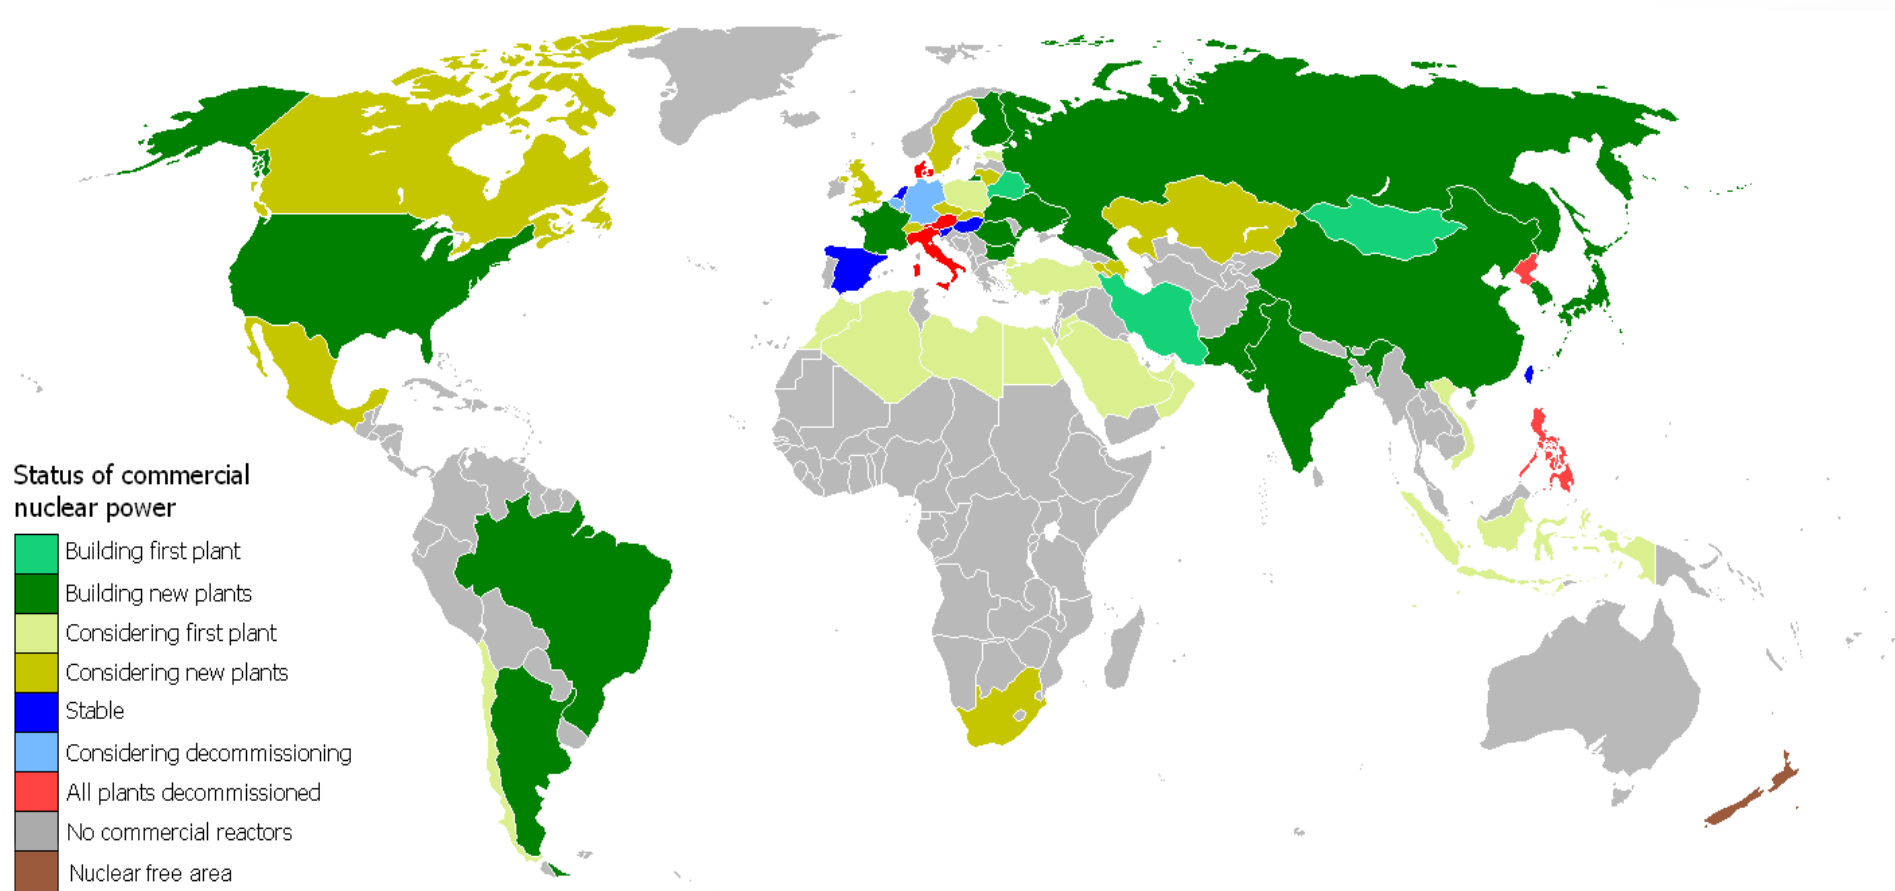 Status of commercial
nuclear power
Building first plant
Building new plants
Considering first plant
Considering new plants
Stable
Considering decommissioning
All plants decommissioned
No commercial reactors
Nuclear free area